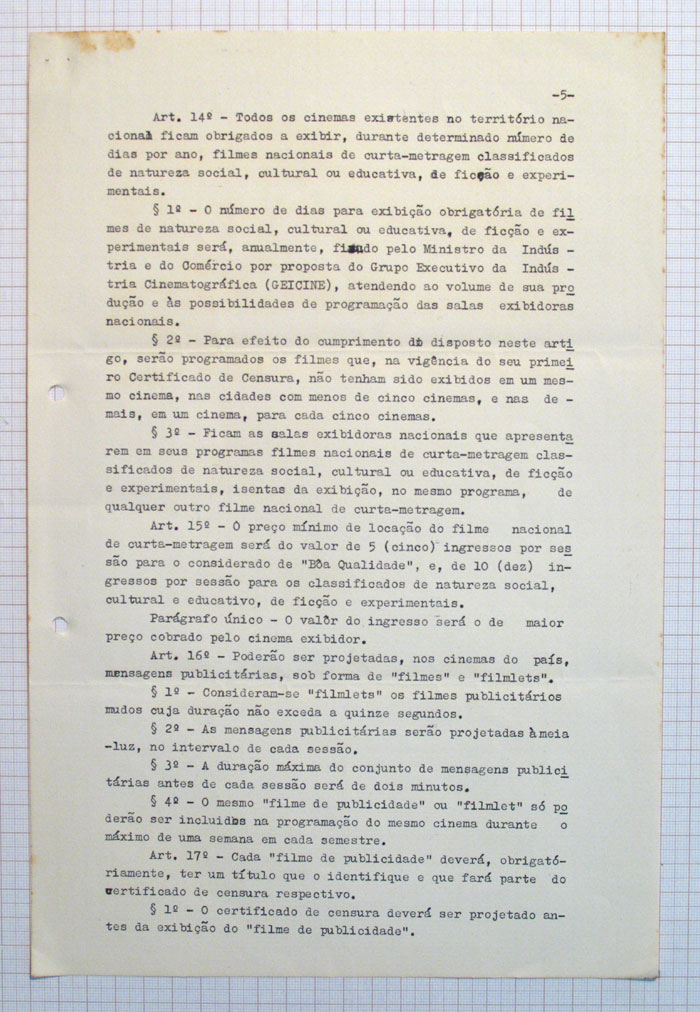 -5-
Art. 14º - Todos os cinemas existentes no território na-
cional ficam obrigados a exibir, durante determinado número de
dias por ano, filmes nacionais de curta-metragem classificados
de natureza social, cultural ou educativa, de ficção e experi-
mentais.
§ 1º - O número de dias para exibição obrigatória de fil
mes de natureza social, cultural ou educativa, de ficção e ex-
perimentais será, anualmente, fixado pelo Ministro da Indús -
tria e do Comércio por proposta do Grupo Executivo da Indús -
tria Cinematográfica (GEICINE), atendendo ao volume de sua pro
dução e às possibilidades de programação das salas exibidoras
nacionais.
§ 2º - Para efeito do cumprimento do disposto neste arti
go, serão programados os filmes que, na vigência do seu primei
ro Certificado de Censura, não tenham sido exibidos em um mes-
mo cinema, nas cidades com menos de cinco cinemas, e nas de -
mais, em um cinema, para cada cinco cinemas.
§ 3º - Ficam as salas exibidoras nacionais que apresenta
rem em seus programas filmes nacionais de curta-metragem clas-
sificados de natureza social, cultural ou educativa, de ficção
e experimentais, isentas da exibição, no mesmo programa, de
qualquer outro filme nacional de curta-metragem.
Art. 15º - O preço mínimo de locação do filme nacional
de curta-metragem será do valor de 5 (cinco) ingressos por ses
são para o considerado de "Bôa Qualidade", e, de 10 (dez) in-
gressos por sessão para os classificados de natureza social,
cultural e educativo, de ficção e experimentais.
Parágrafo único - O valôr do ingresso será o de maior
preço cobrado pelo cinema exibidor.
Art. 16º - Poderão ser projetadas, nos cinemas do país,
mensagens publicitárias, sob forma de "filmes" e "filmlets".
§ 1º - Consideram-se "filmlets" os filmes publicitários
mudos cuja duração não exceda a quinze segundos.
§ 2º - As mensagens publicitárias serão projetadas à meia
-luz, no intervalo de cada sessão.
§ 3º - A duração máxima do conjunto de mensagens publici
tárias antes de cada sessão será de dois minutos.
§ 4º - O mesmo "filme de publicidade" ou "filmlet" só po
derão ser incluidos na programação do mesmo cinema durante o
máximo de uma semana em cada semestre.
Art. 17º - Cada "filme de publicidade" deverá, obrigató-
riamente, ter um título que o identifique e que fará parte do
certificado de censura respectivo.
§ 1º - O certificado de censura deverá ser projetado an-
tes da exibição do "filme de publicidade".